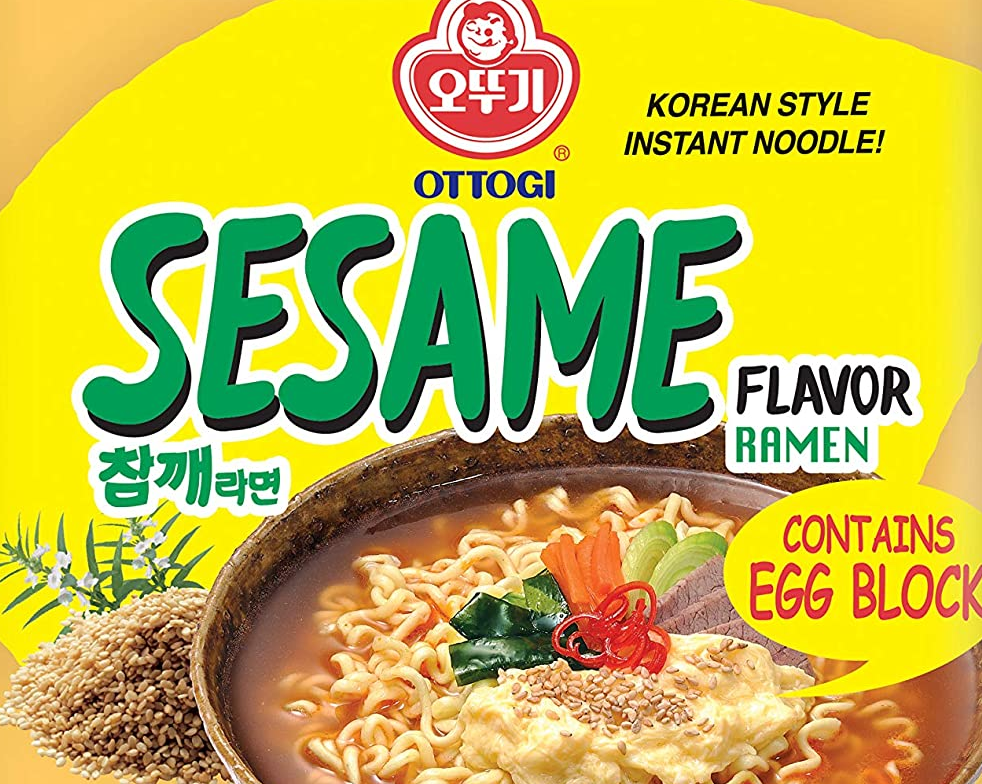 오뚜기
®
OTTOGI
KOREAN STYLE
INSTANT NOODLE!
SESAME
FLAVOR
RAMEN
참깨라면
CONTAINS
EGG BLOCK